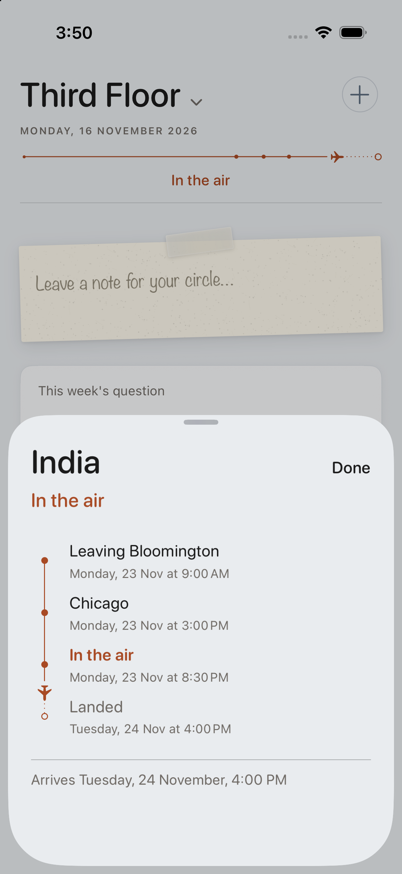 3:50
Third Floor
MONDAY, 16 NOVEMBER 2026
In the air
Leave a note for your circle...
This week's question
India
Done
In the air
Leaving Bloomington
Monday, 23 Nov at 9:00 AM
Chicago
Monday, 23 Nov at 3:00 PM
In the air
Monday, 23 Nov at 8:30 PM
Landed
Tuesday, 24 Nov at 4:00 PM
Arrives Tuesday, 24 November, 4:00 PM